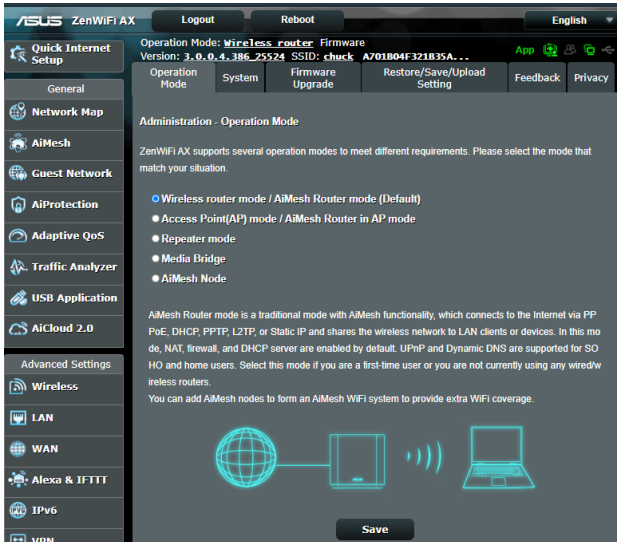 ASUS ZenWiFi AX Logout Reboot English
Quick Internet Setup
Operation Mode: Wireless router Firmware
Version: 3.0.0.4.386_25524 SSID: chuck A701B04F321B35A...
App
Operation Mode System Firmware Upgrade Restore/Save/Upload Setting Feedback Privacy
General
Network Map
AiMesh
Guest Network
AiProtection
Adaptive QoS
Traffic Analyzer
USB Application
AiCloud 2.0
Advanced Settings
Wireless
LAN
WAN
Alexa & IFTTT
IPv6
VPN
Administration - Operation Mode
ZenWiFi AX supports several operation modes to meet different requirements. Please select the mode that
match your situation.
Wireless router mode / AiMesh Router mode (Default)
Access Point(AP) mode / AiMesh Router in AP mode
Repeater mode
Media Bridge
AiMesh Node
AiMesh Router mode is a traditional mode with AiMesh functionality, which connects to the Internet via PP
PoE, DHCP, PPTP, L2TP, or Static IP and shares the wireless network to LAN clients or devices. In this mo
de, NAT, firewall, and DHCP server are enabled by default. UPnP and Dynamic DNS are supported for SO
HO and home users. Select this mode if you are a first-time user or you are not currently using any wired/w
ireless routers.
You can add AiMesh nodes to form an AiMesh WiFi system to provide extra WiFi coverage.
Save